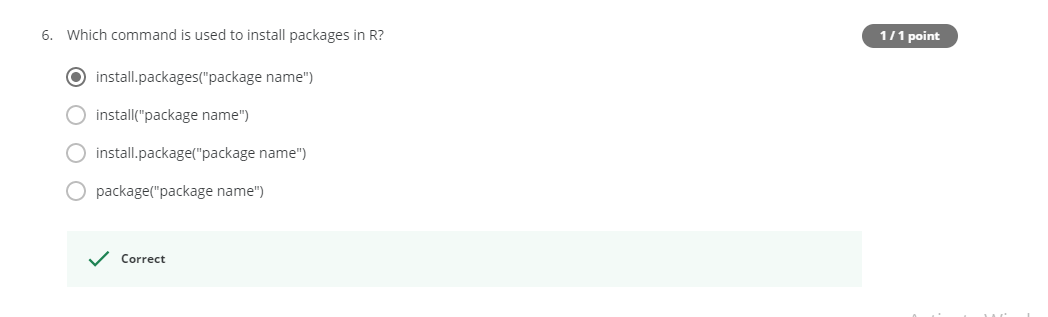 6. Which command is used to install packages in R?
1 / 1 point
install.packages("package name")
install("package name")
install.package("package name")
package("package name")
Correct